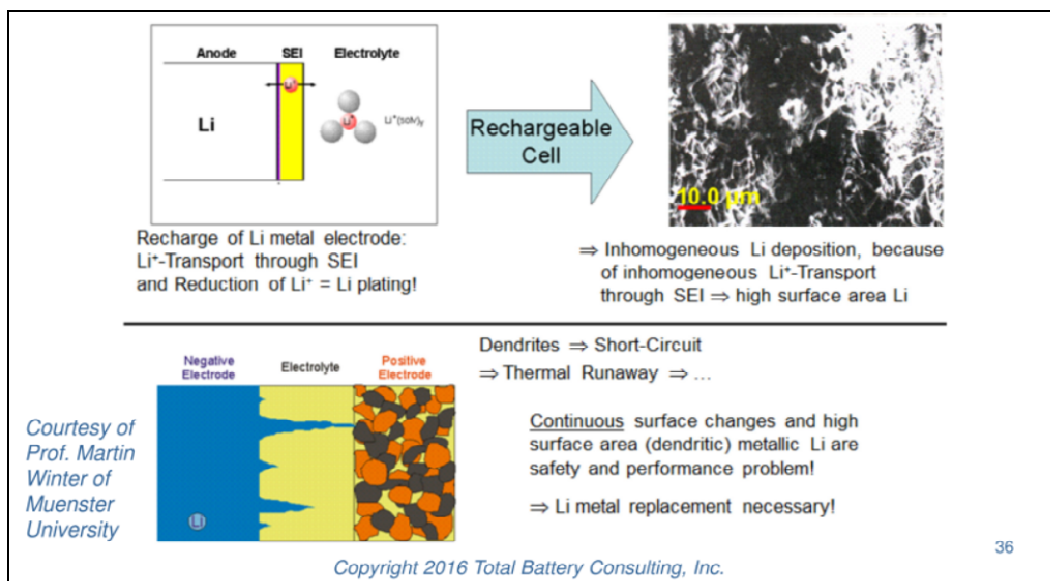 Anode SEI Electrolyte
Li
Li
Li⁺
Li⁺(solv)y
Rechargeable
Cell
10.0 µm
Recharge of Li metal electrode:
Li⁺-Transport through SEI
and Reduction of Li⁺ = Li plating!
⇒ Inhomogeneous Li deposition, because
of inhomogeneous Li⁺-Transport
through SEI ⇒ high surface area Li
Negative
Electrode
Electrolyte
Positive
Electrode
Li
Dendrites ⇒ Short-Circuit
⇒ Thermal Runaway ⇒ ...
Continuous surface changes and high
surface area (dendritic) metallic Li are
safety and performance problem!
⇒ Li metal replacement necessary!
Courtesy of
Prof. Martin
Winter of
Muenster
University
36
Copyright 2016 Total Battery Consulting, Inc.